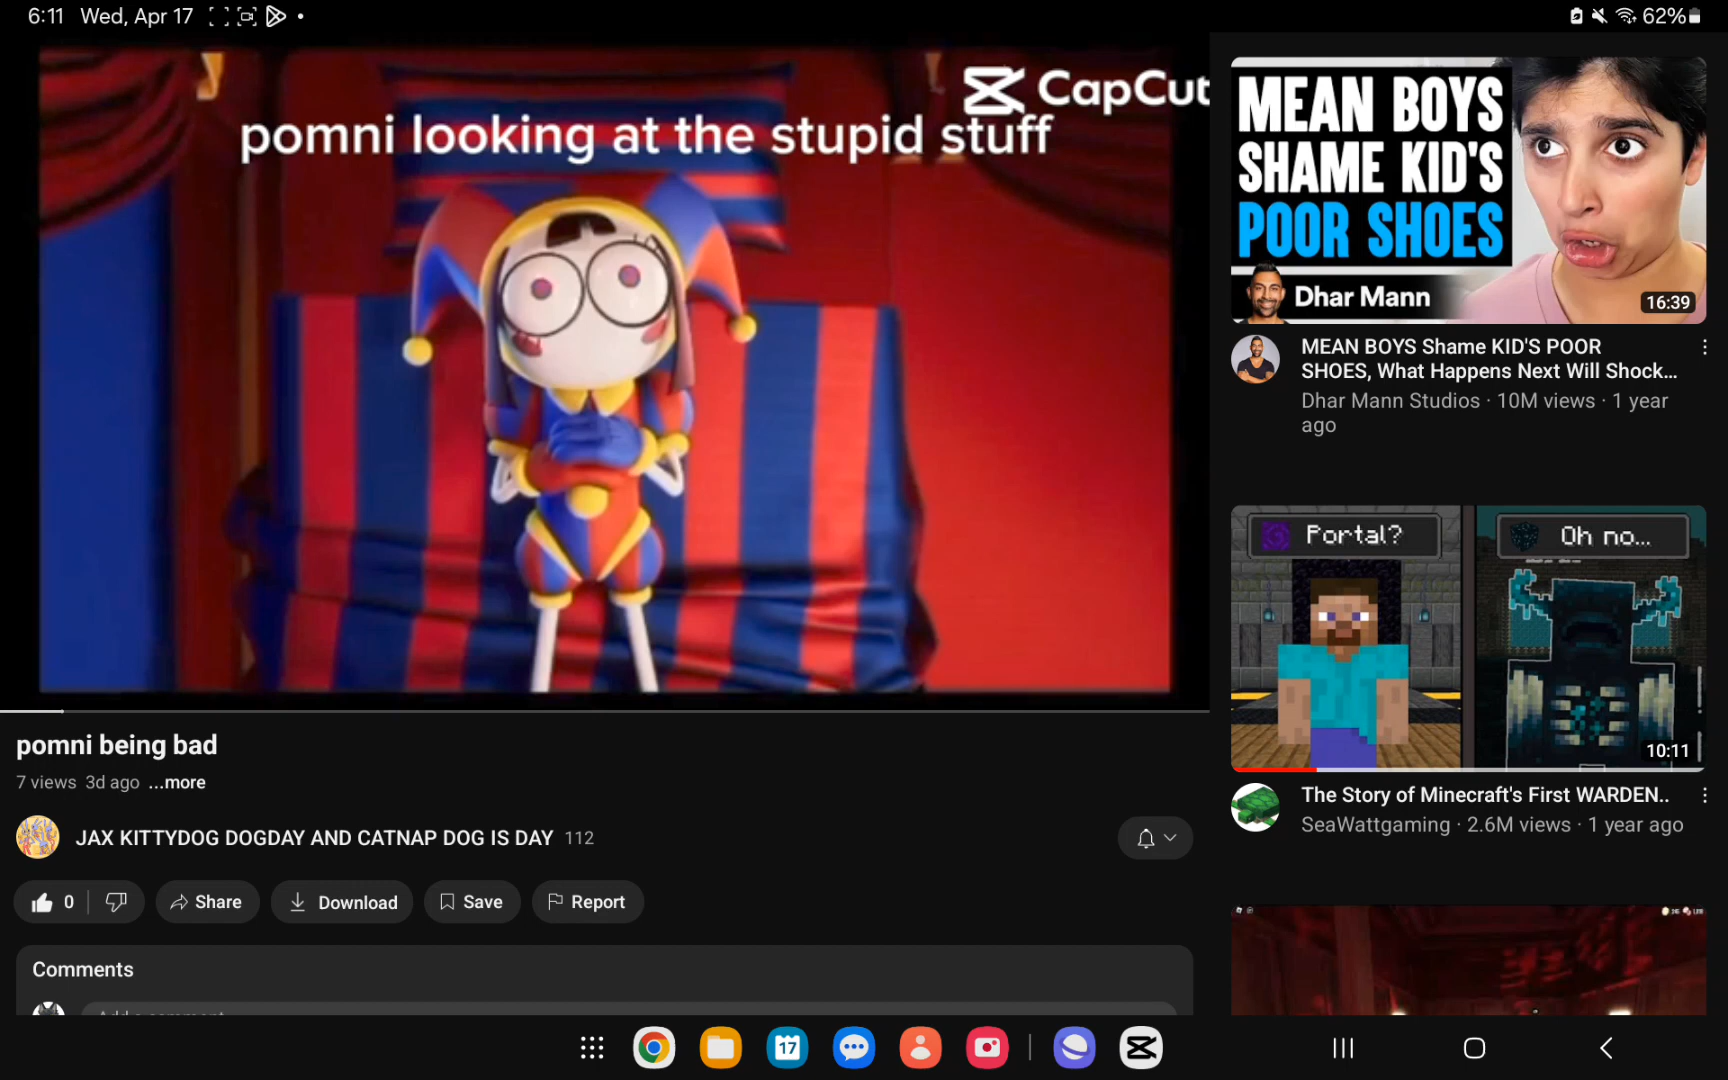 6:11 Wed, Apr 17
62%
CapCut
pomni looking at the stupid stuff
pomni being bad
7 views 3d ago ...more
JAX KITTYDOG DOGDAY AND CATNAP DOG IS DAY 112
0
Share
Download
Save
Report
Comments
MEAN BOYS
SHAME KID'S
POOR SHOES
Dhar Mann
16:39
MEAN BOYS Shame KID'S POOR
SHOES, What Happens Next Will Shock...
Dhar Mann Studios · 10M views · 1 year
ago
Portal?
Oh no...
10:11
The Story of Minecraft's First WARDEN..
SeaWattgaming · 2.6M views · 1 year ago
17